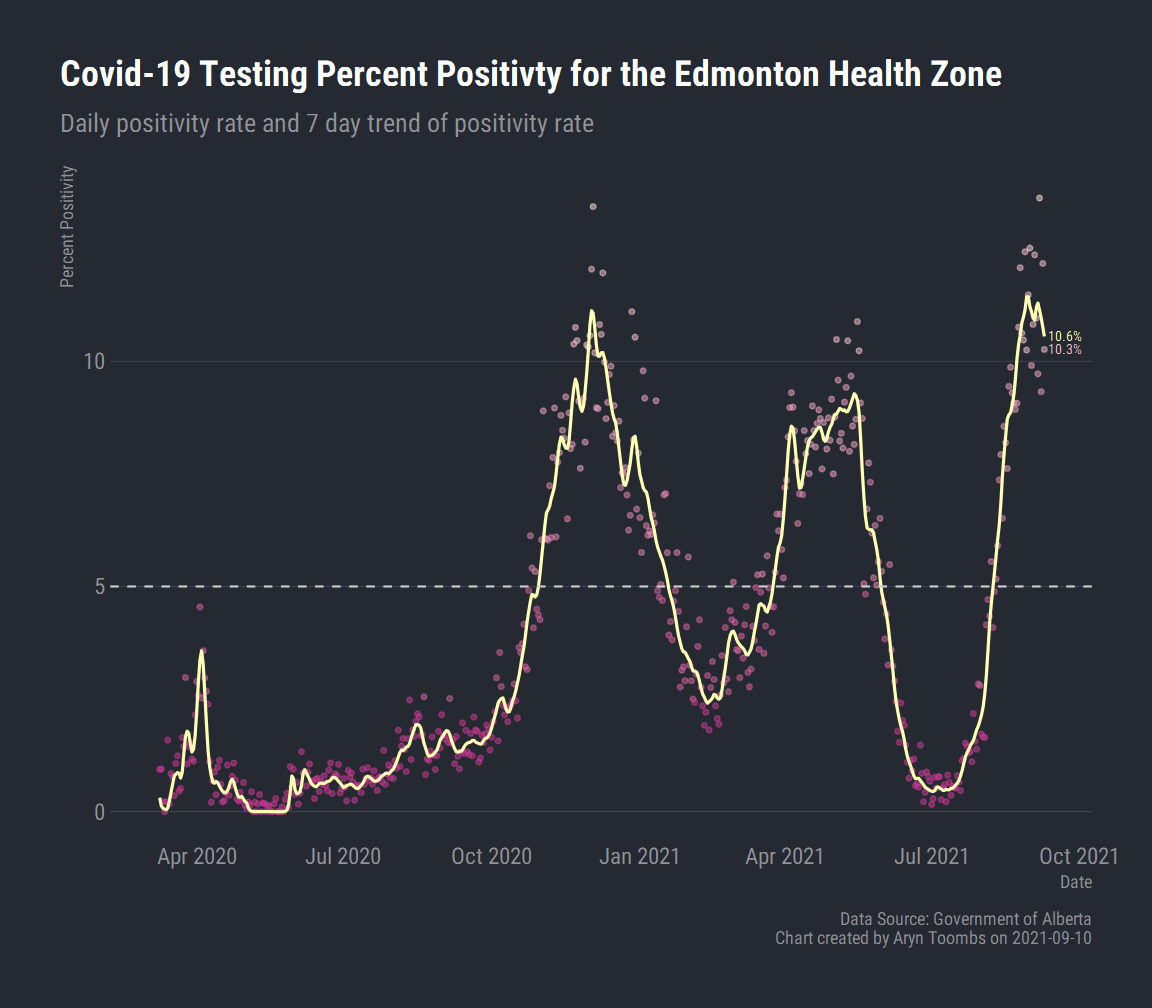 Covid-19 Testing Percent Positivty for the Edmonton Health Zone
Daily positivity rate and 7 day trend of positivity rate
Percent Positivity
10.6%
10.3%
10
5
0
Apr 2020 Jul 2020 Oct 2020 Jan 2021 Apr 2021 Jul 2021 Oct 2021
Date
Data Source: Government of Alberta
Chart created by Aryn Toombs on 2021-09-10